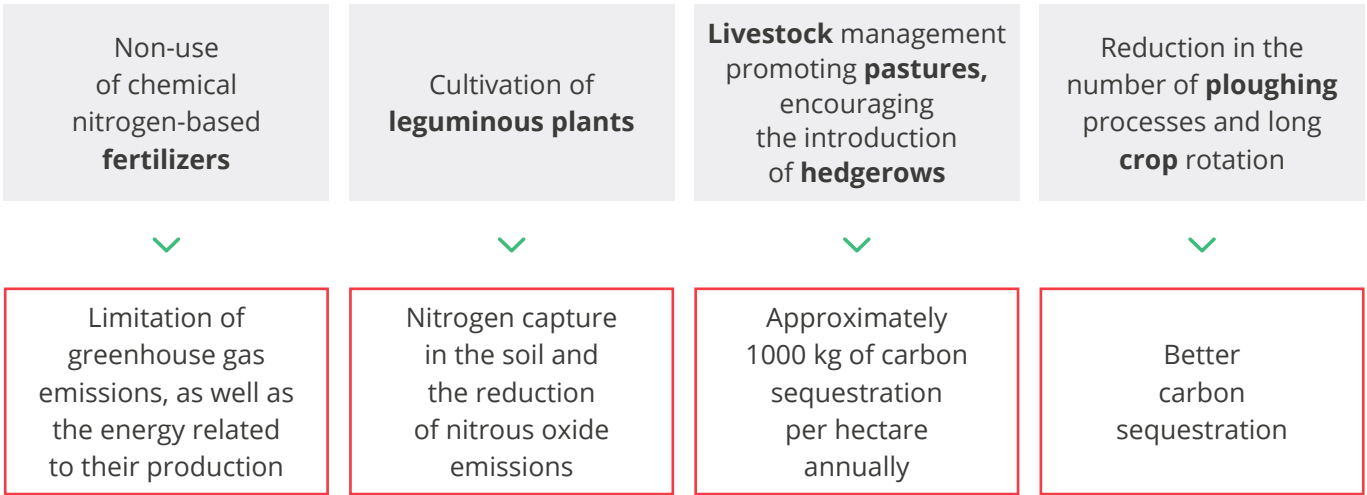 Non-use
of chemical
nitrogen-based
fertilizers
Cultivation of
leguminous plants
Livestock management
promoting pastures,
encouraging
the introduction
of hedgerows
Reduction in the
number of ploughing
processes and long
crop rotation
Limitation of
greenhouse gas
emissions, as well as
the energy related
to their production
Nitrogen capture
in the soil and
the reduction
of nitrous oxide
emissions
Approximately
1000 kg of carbon
sequestration
per hectare
annually
Better
carbon
sequestration